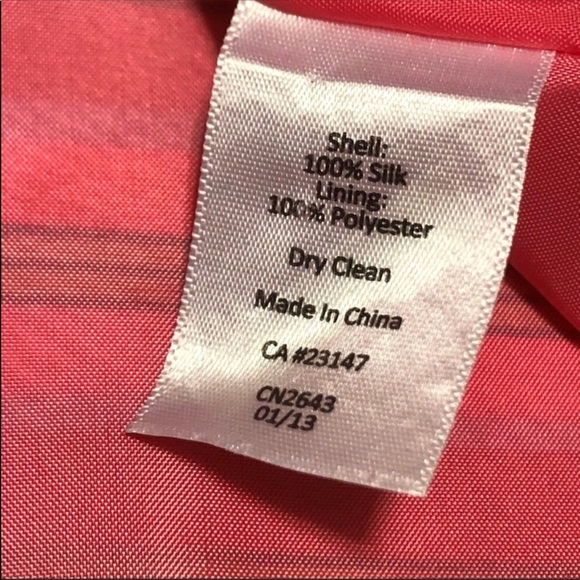 Shell:
100% Silk
Lining:
100% Polyester
Dry Clean
Made In China
CA #23147
CN2643
01/13